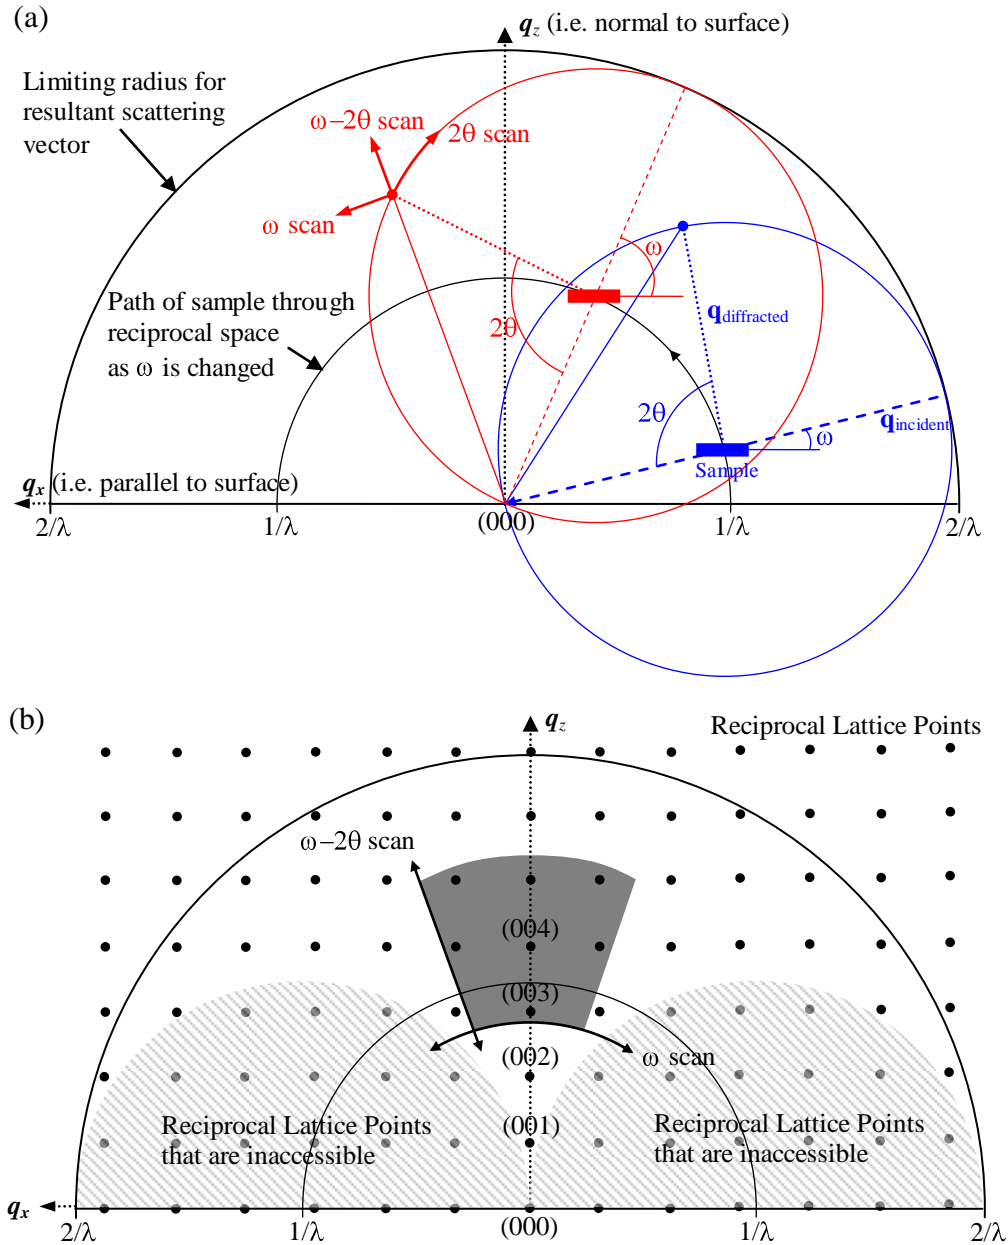 (a)
q_z (i.e. normal to surface)
Limiting radius for
resultant scattering
vector
ω–2θ scan
2θ scan
ω scan
ω
Path of sample through
reciprocal space
as ω is changed
2θ
q_diffracted
2θ
q_incident
ω
Sample
q_x (i.e. parallel to surface)
2/λ
1/λ
(000)
1/λ
2/λ
(b)
q_z
Reciprocal Lattice Points
ω–2θ scan
(004)
(003)
(002)
ω scan
(001)
Reciprocal Lattice Points
that are inaccessible
Reciprocal Lattice Points
that are inaccessible
q_x
2/λ
1/λ
(000)
1/λ
2/λ